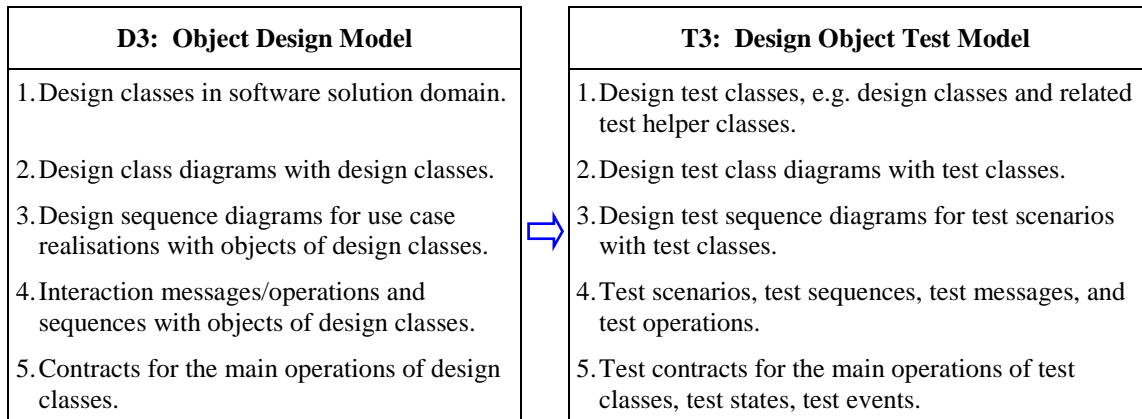 D3: Object Design Model
1. Design classes in software solution domain.
2. Design class diagrams with design classes.
3. Design sequence diagrams for use case
realisations with objects of design classes.
4. Interaction messages/operations and
sequences with objects of design classes.
5. Contracts for the main operations of design
classes.
T3: Design Object Test Model
1. Design test classes, e.g. design classes and related
test helper classes.
2. Design test class diagrams with test classes.
3. Design test sequence diagrams for test scenarios
with test classes.
4. Test scenarios, test sequences, test messages, and
test operations.
5. Test contracts for the main operations of test
classes, test states, test events.